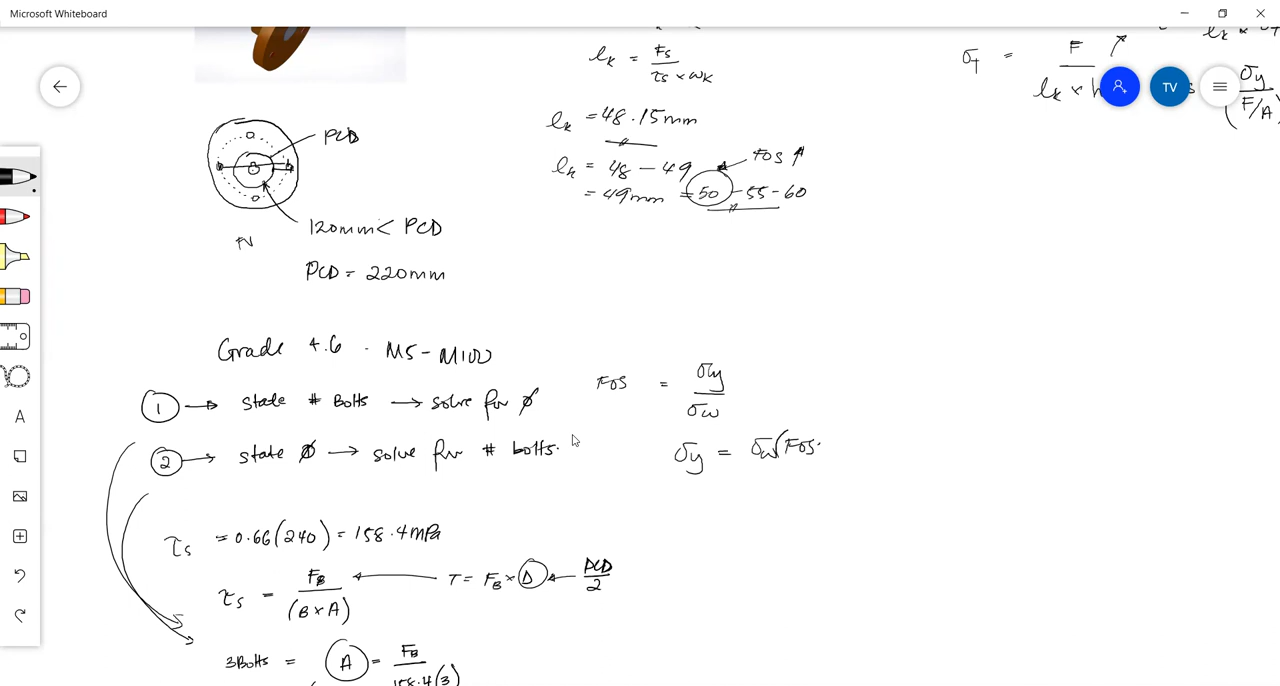 Microsoft Whiteboard
TV
A
PCD
120mm < PCD
PCD = 220mm
FV
lk = Fs / τs × ωk
lk = 48.15mm
lk = 48 - 49
FOS ↑
= 49mm = 50 - 55 - 60
σT = F / lk × h
σy / (F/A)
Grade 4.6 · M5 - M100
1 → state # Bolts → solve for ø
2 → state ø → solve for # bolts.
FOS = σy / σw
σy = σw(FOS.
τs = 0.66(240) = 158.4mPa
τs = FB / (B × A) ← T = FB × D ← PCD / 2
3Bolts = A = FB / 158.4(3)